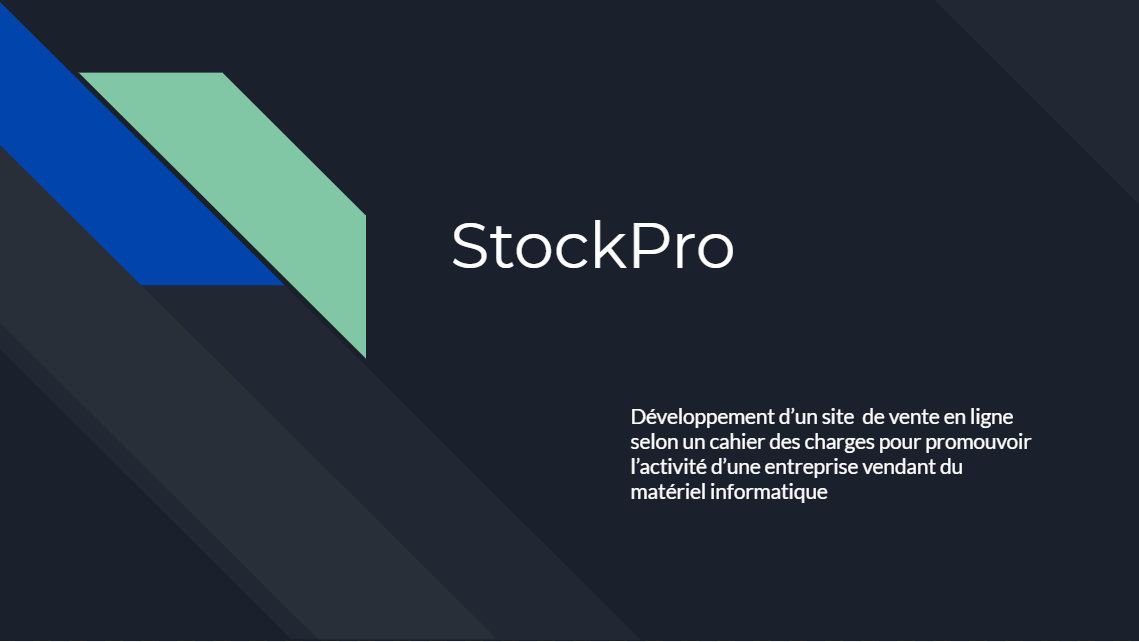 StockPro
Développement d’un site  de vente en ligne
selon un cahier des charges pour promouvoir
l’activité d’une entreprise vendant du
matériel informatique